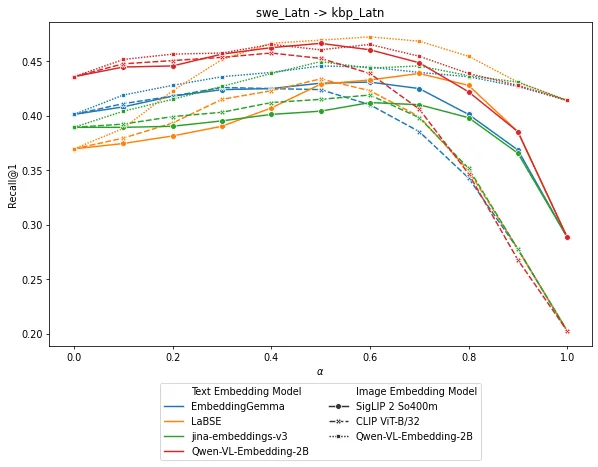 swe_Latn -> kbp_Latn
Recall@1
0.45
0.40
0.35
0.30
0.25
0.20
0.0
0.2
0.4
0.6
0.8
1.0
α
Text Embedding Model
EmbeddingGemma
LaBSE
jina-embeddings-v3
Qwen-VL-Embedding-2B
Image Embedding Model
SigLIP 2 So400m
CLIP ViT-B/32
Qwen-VL-Embedding-2B